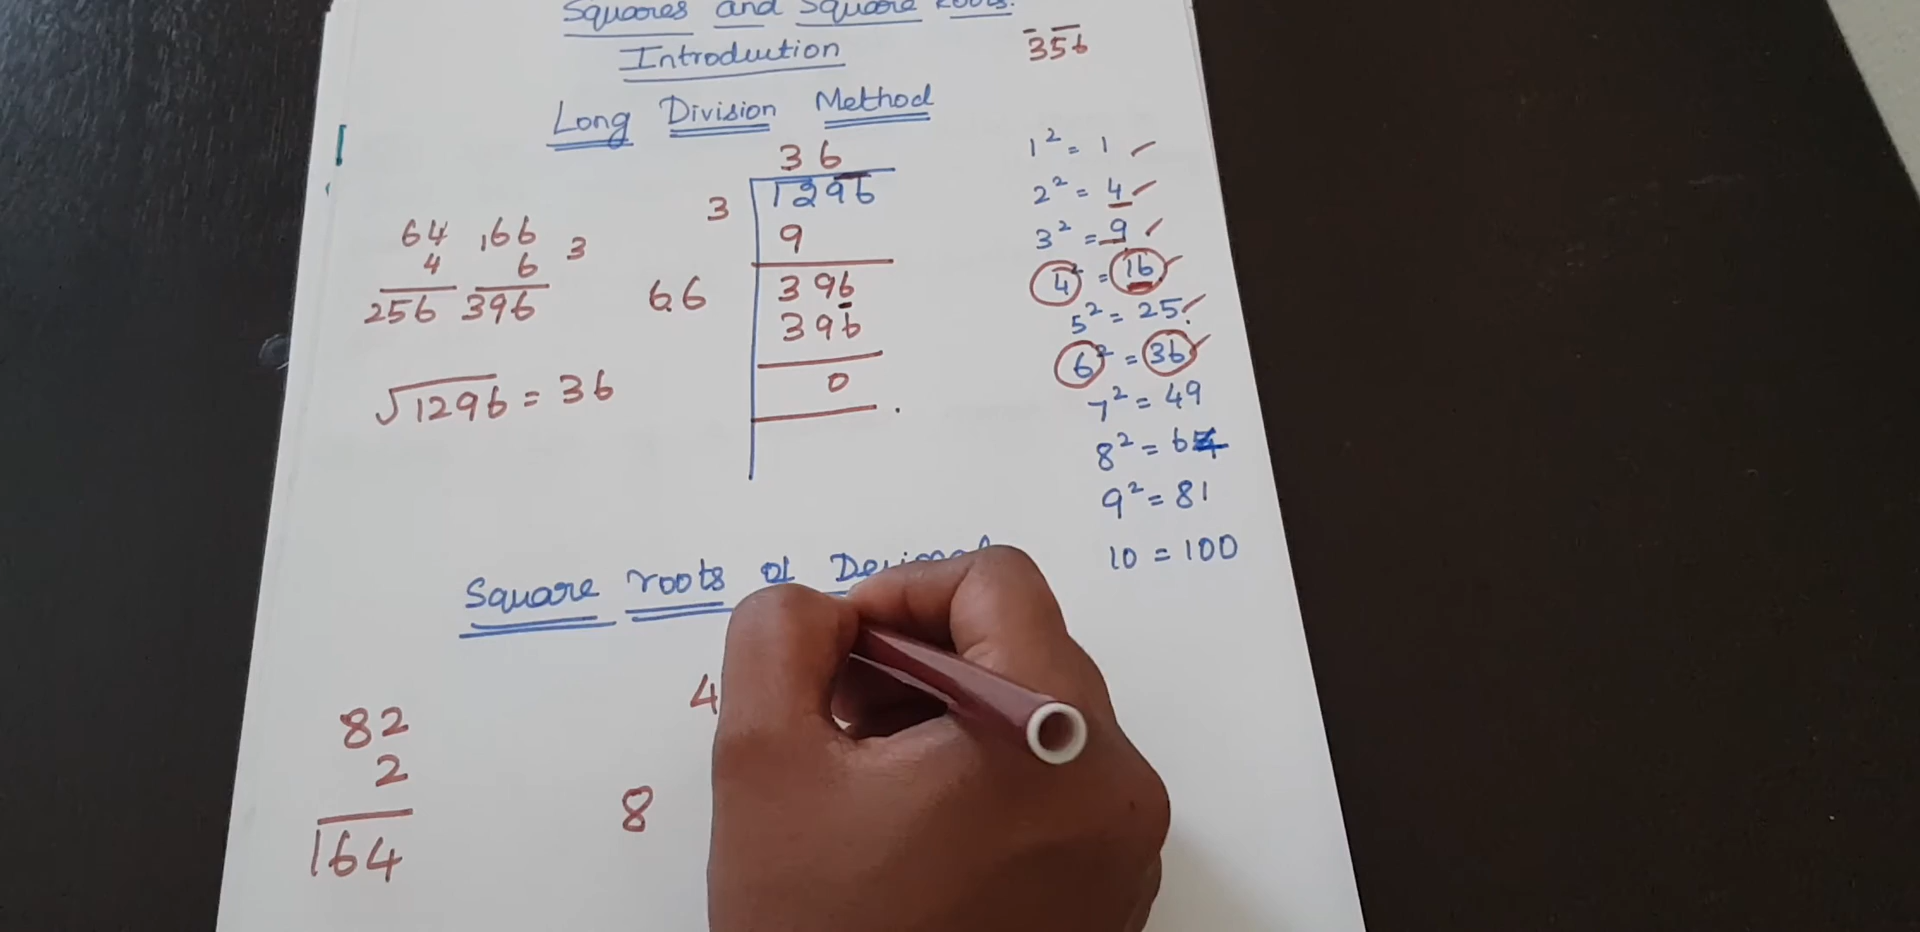 Squares and Square Roots.
Introduction
356
Long Division Method
36
3 1296
9
66 396
396
0
64
4
256
166
6
396
3
√1296 = 36
1² = 1
2² = 4
3² = 9
4² = 16
5² = 25
6² = 36
7² = 49
8² = 64
9² = 81
10 = 100
Square roots of
4
8
82
2
164